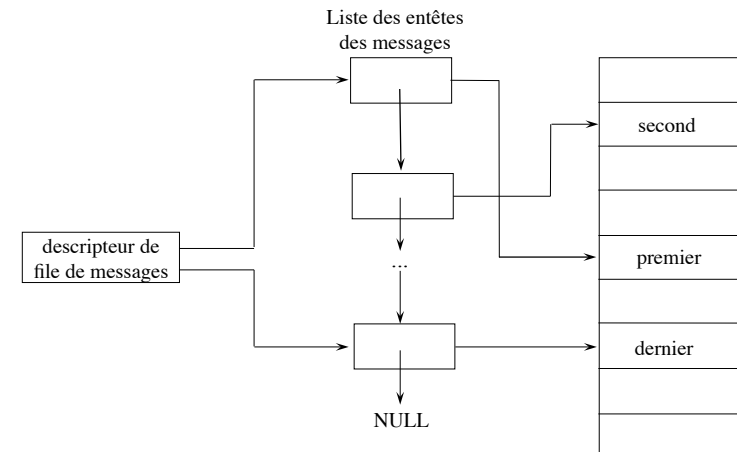 Liste des entêtes
des messages
second
descripteur de
file de messages
...
premier
dernier
NULL